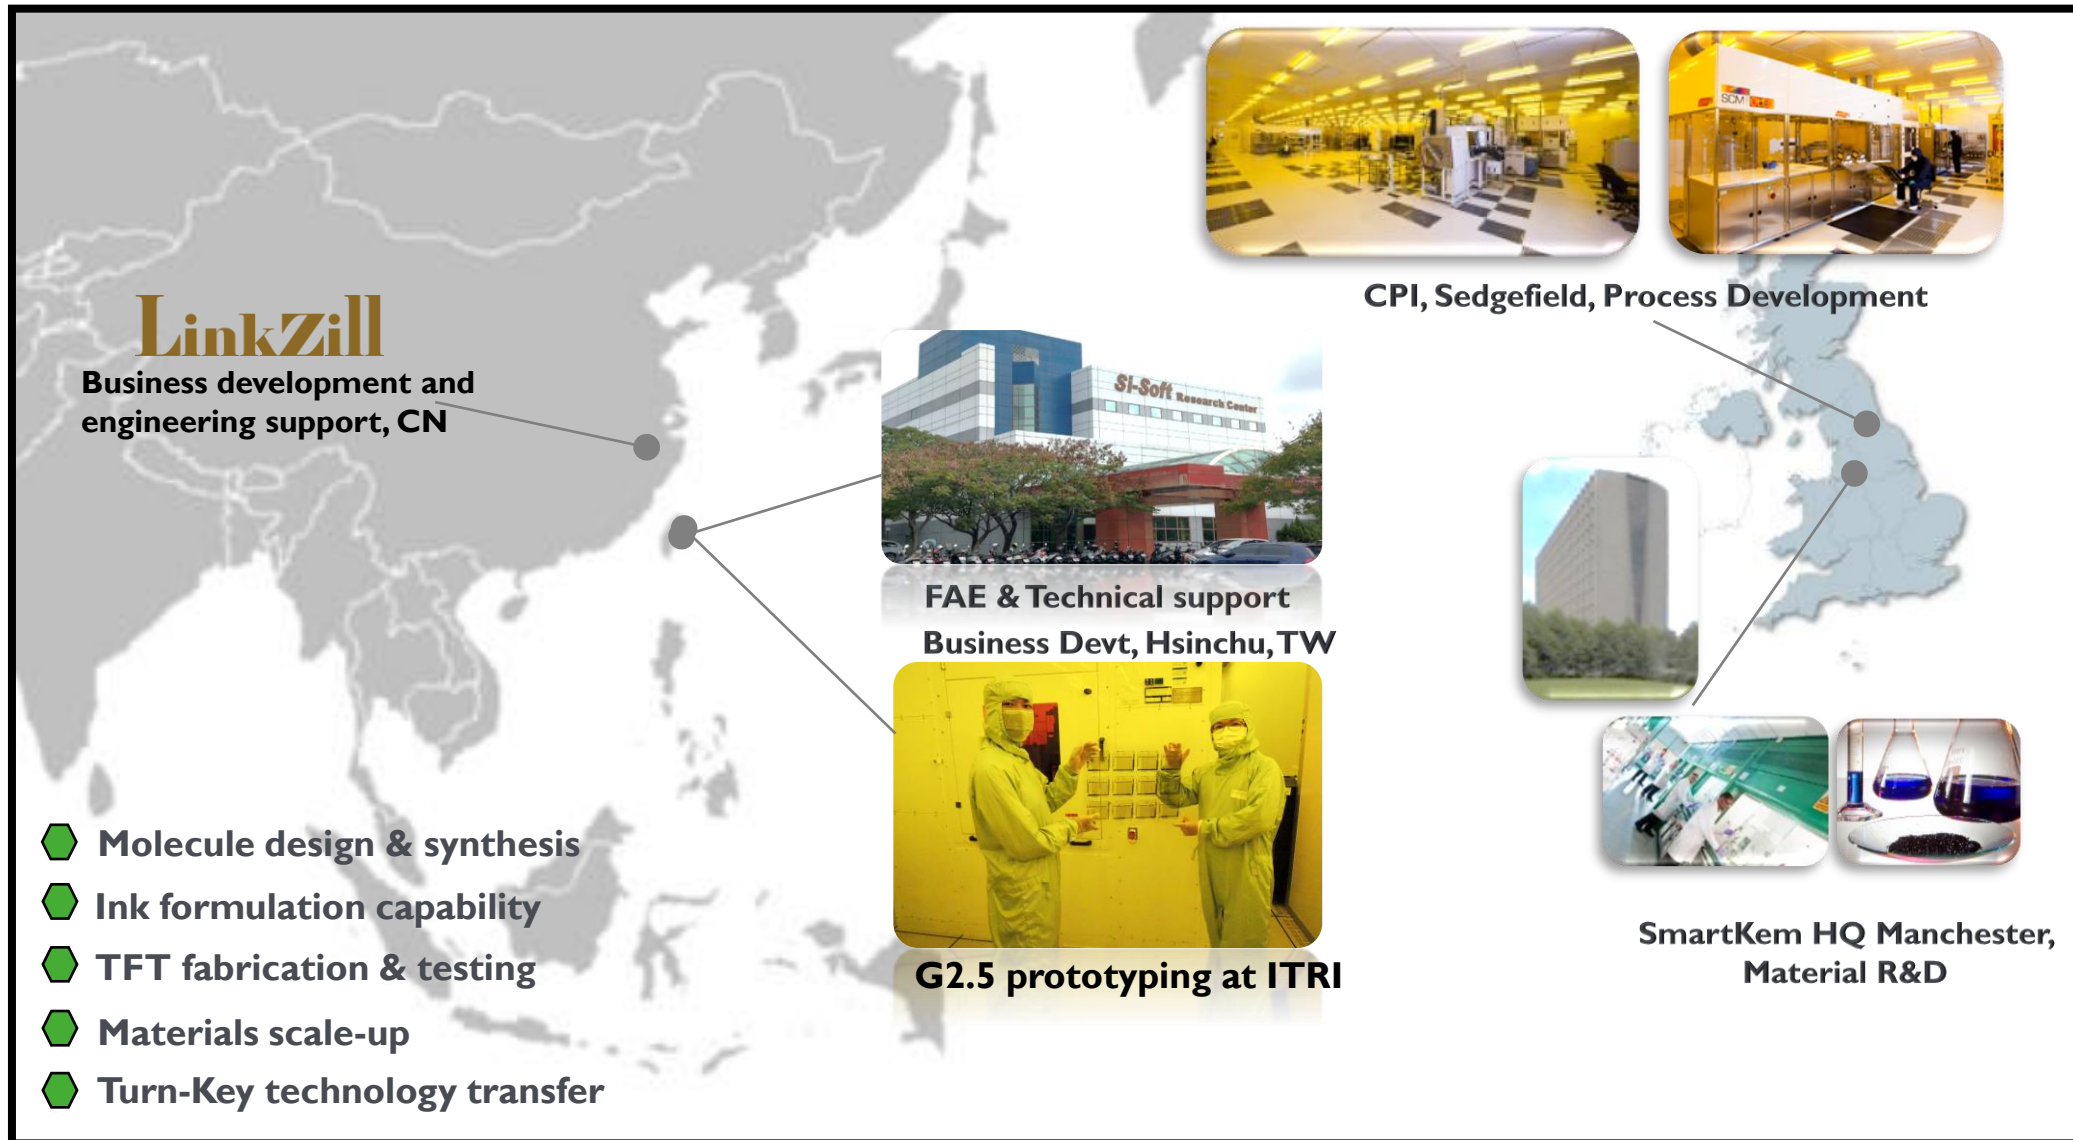 SCM
CPI, Sedgefield, Process Development
LinkZill
Business development and
engineering support, CN
Si-Soft Research Center
FAE & Technical support
Business Devt, Hsinchu, TW
G2.5 prototyping at ITRI
SmartKem HQ Manchester,
Material R&D
Molecule design & synthesis
Ink formulation capability
TFT fabrication & testing
Materials scale-up
Turn-Key technology transfer